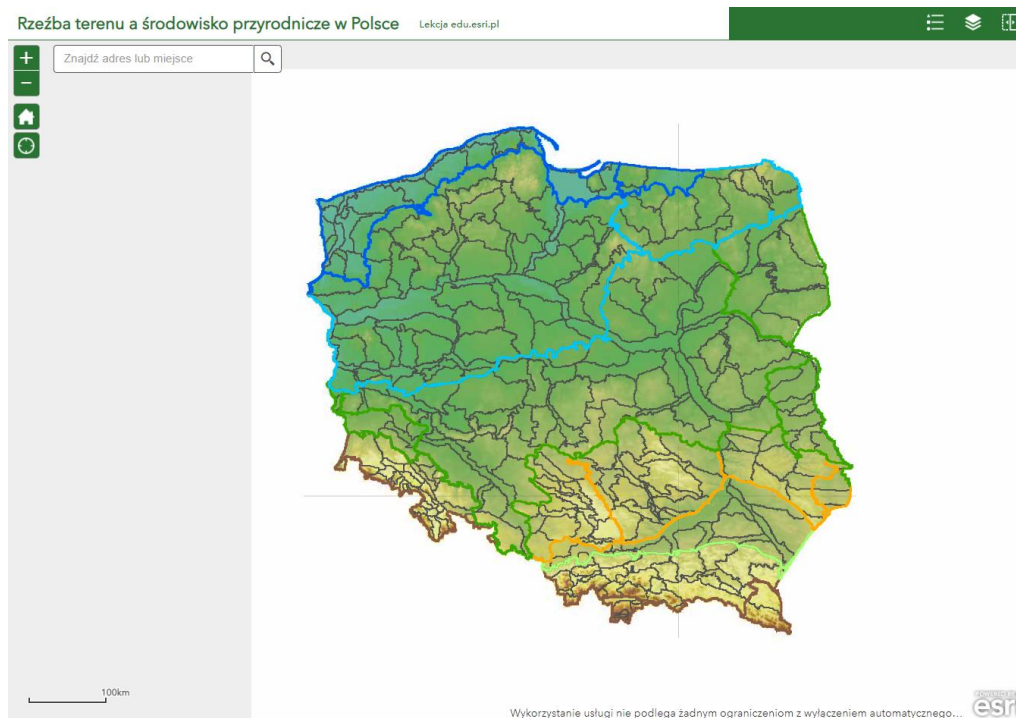 Rzeźba terenu a środowisko przyrodnicze w Polsce Lekcja edu.esri.pl
+
Znajdź adres lub miejsce
−
100km
Wykorzystanie usługi nie podlega żadnym ograniczeniom z wyłączeniem automatycznego...
esri